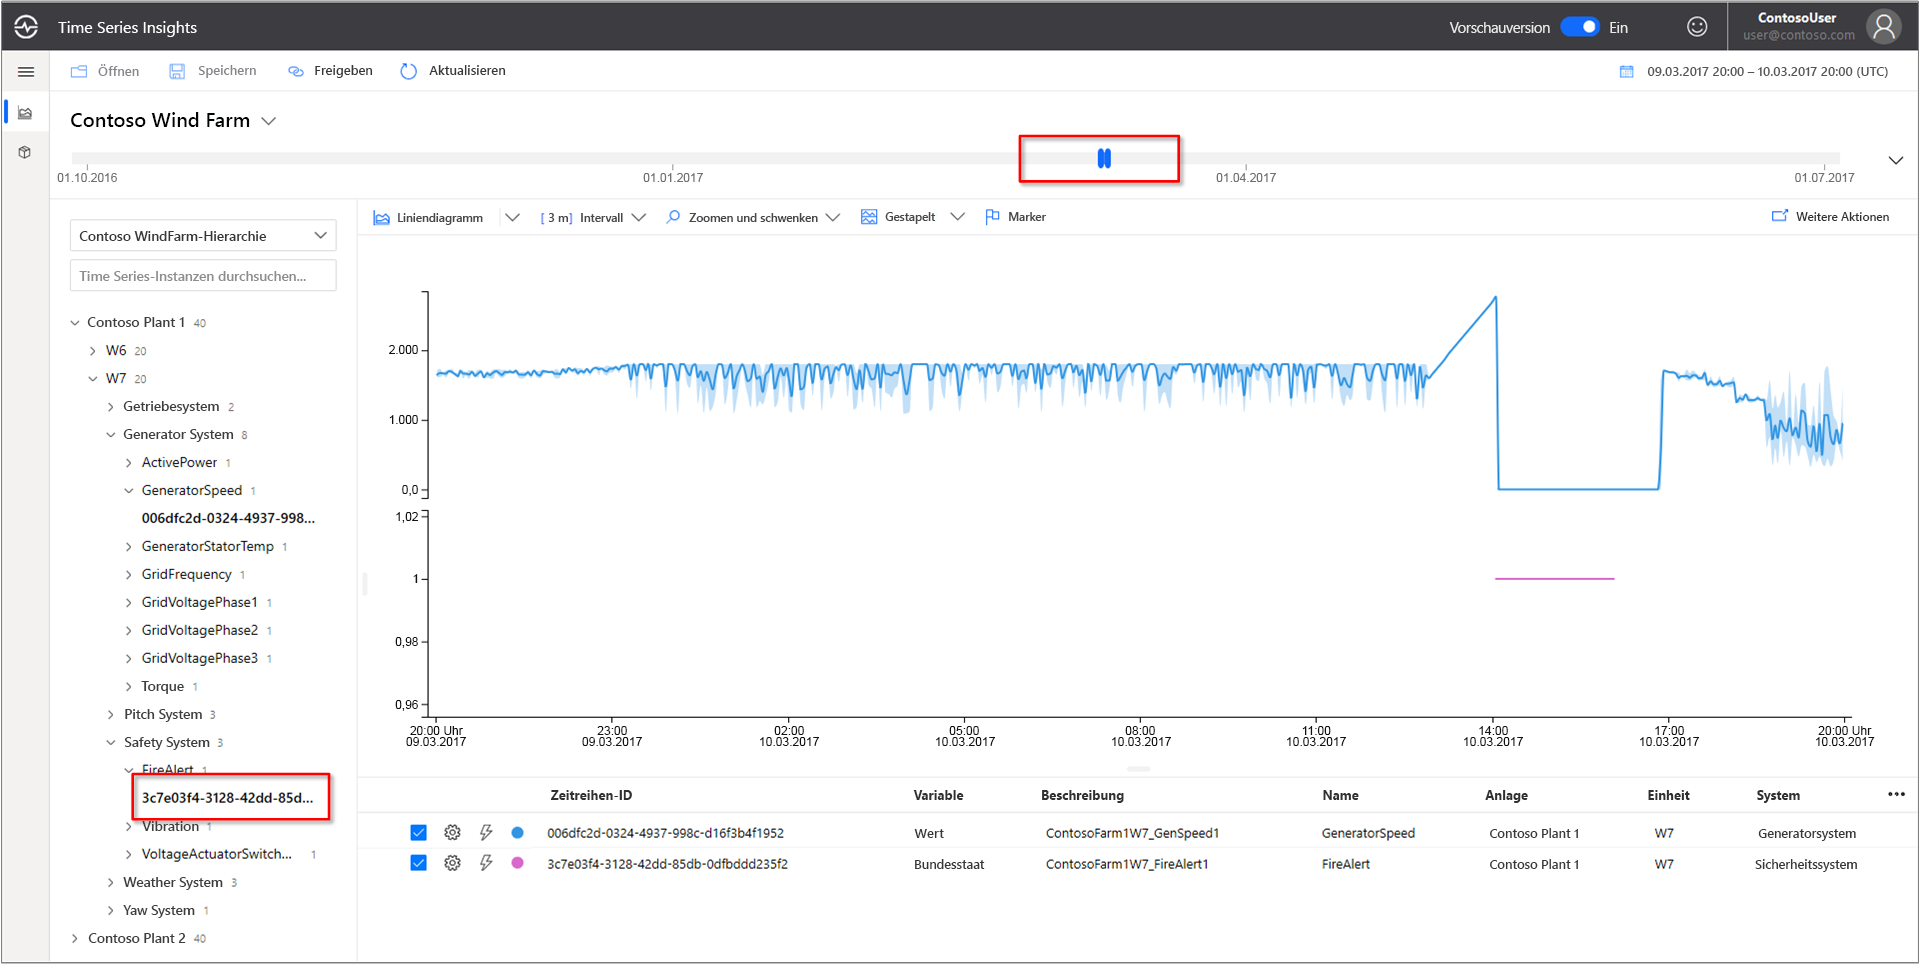 Time Series Insights
Vorschauversion Ein
ContosoUser
user@contoso.com
Öffnen Speichern Freigeben Aktualisieren
09.03.2017 20:00 – 10.03.2017 20:00 (UTC)
Contoso Wind Farm
01.10.2016 01.01.2017 01.04.2017 01.07.2017
Contoso WindFarm-Hierarchie
Time Series-Instanzen durchsuchen...
Contoso Plant 1 40
W6 20
W7 20
Getriebesystem 2
Generator System 8
ActivePower 1
GeneratorSpeed 1
006dfc2d-0324-4937-998...
GeneratorStatorTemp 1
GridFrequency 1
GridVoltagePhase1 1
GridVoltagePhase2 1
GridVoltagePhase3 1
Torque 1
Pitch System 3
Safety System 3
FireAlert 1
3c7e03f4-3128-42dd-85d...
Vibration 1
VoltageActuatorSwitch... 1
Weather System 3
Yaw System 1
Contoso Plant 2 40
Liniendiagramm [ 3 m] Intervall Zoomen und schwenken Gestapelt Marker Weitere Aktionen
2.000
1.000
0,0
1,02
1
0,98
0,96
20:00 Uhr 23:00 02:00 05:00 08:00 11:00 14:00 17:00 20:00 Uhr
09.03.2017 09.03.2017 10.03.2017 10.03.2017 10.03.2017 10.03.2017 10.03.2017 10.03.2017 10.03.2017
Zeitreihen-ID Variable Beschreibung Name Anlage Einheit System
006dfc2d-0324-4937-998c-d16f3b4f1952 Wert ContosoFarm1W7_GenSpeed1 GeneratorSpeed Contoso Plant 1 W7 Generatorsystem
3c7e03f4-3128-42dd-85db-0dfbddd235f2 Bundesstaat ContosoFarm1W7_FireAlert1 FireAlert Contoso Plant 1 W7 Sicherheitssystem